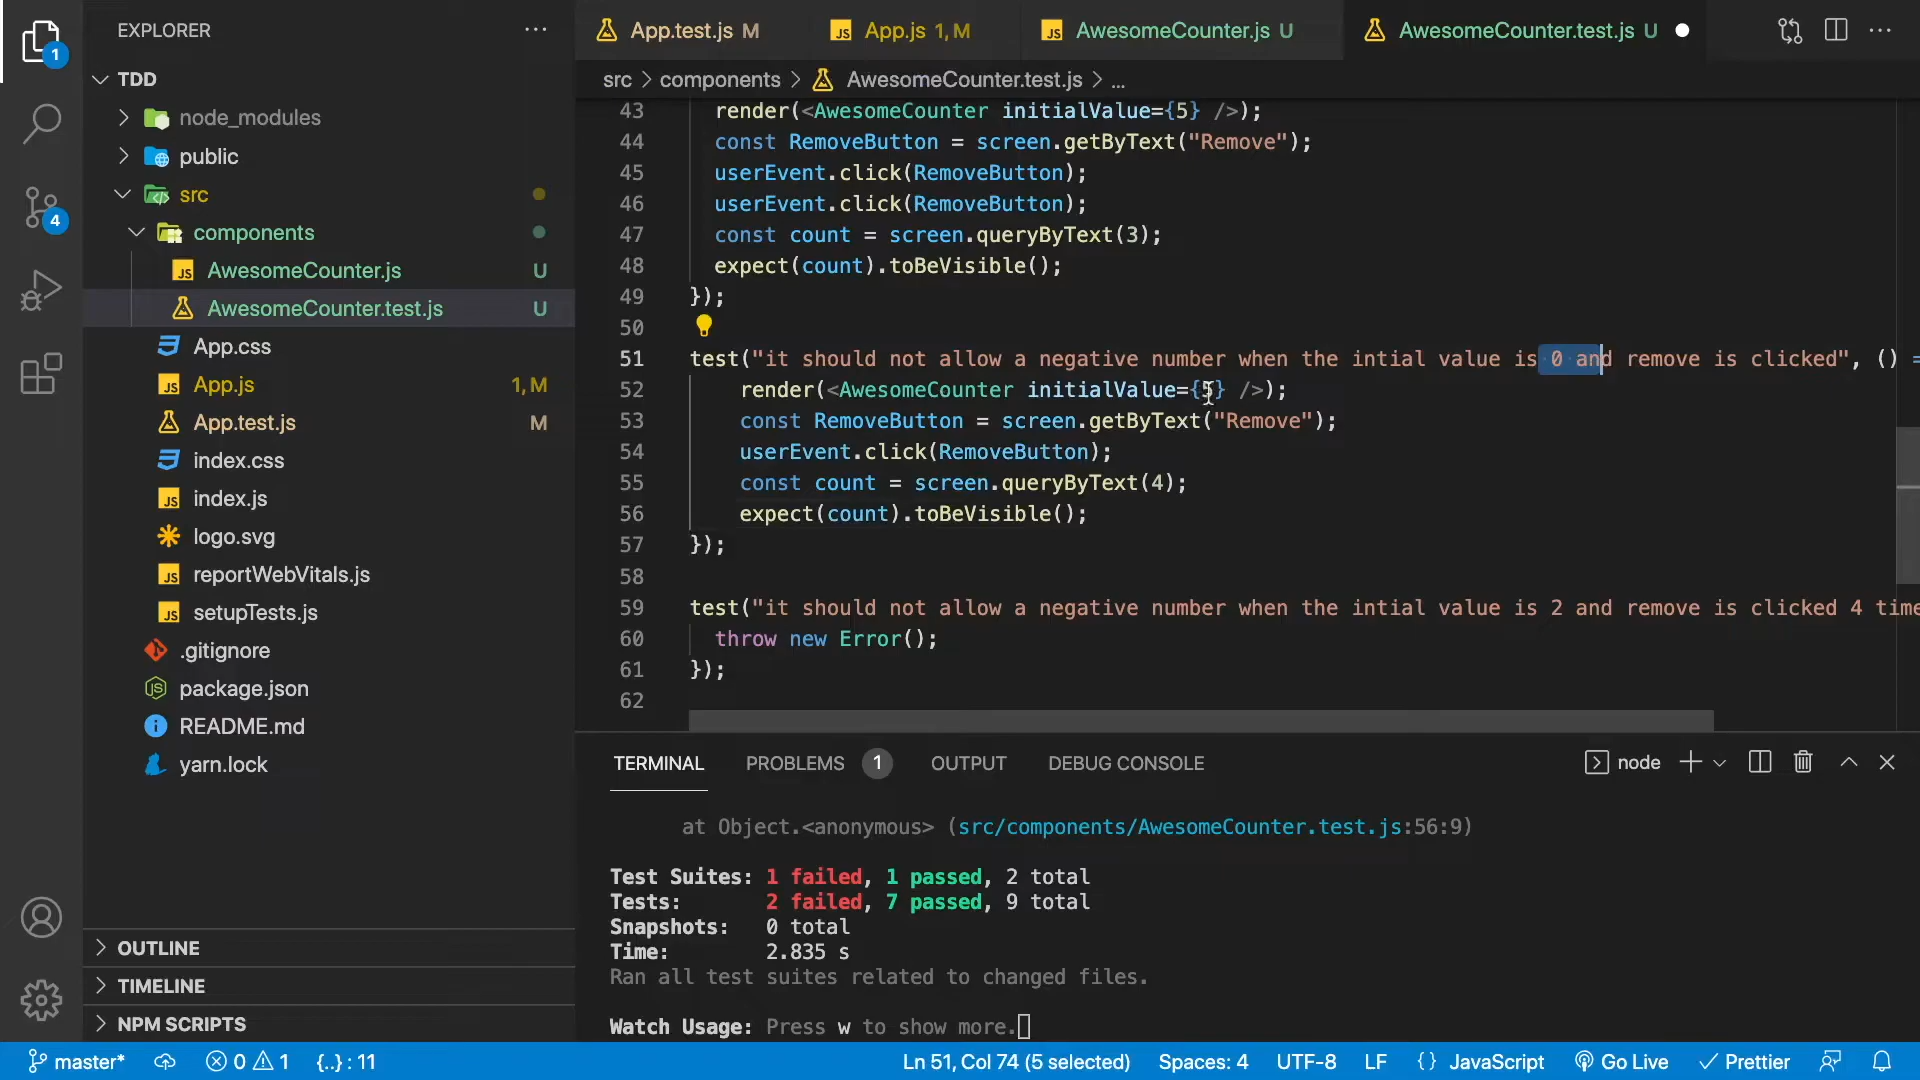 1
4
EXPLORER
TDD
node_modules
public
src
components
AwesomeCounter.js U
AwesomeCounter.test.js U
App.css
App.js 1, M
App.test.js M
index.css
index.js
logo.svg
reportWebVitals.js
setupTests.js
.gitignore
package.json
README.md
yarn.lock
OUTLINE
TIMELINE
NPM SCRIPTS
App.test.js M App.js 1, M AwesomeCounter.js U AwesomeCounter.test.js U
src > components > AwesomeCounter.test.js > ...
43 render(<AwesomeCounter initialValue={5} />);
44 const RemoveButton = screen.getByText("Remove");
45 userEvent.click(RemoveButton);
46 userEvent.click(RemoveButton);
47 const count = screen.queryByText(3);
48 expect(count).toBeVisible();
49 });
50
51 test("it should not allow a negative number when the intial value is 0 and remove is clicked", () =
52 render(<AwesomeCounter initialValue={5} />);
53 const RemoveButton = screen.getByText("Remove");
54 userEvent.click(RemoveButton);
55 const count = screen.queryByText(4);
56 expect(count).toBeVisible();
57 });
58
59 test("it should not allow a negative number when the intial value is 2 and remove is clicked 4 time
60 throw new Error();
61 });
62
TERMINAL PROBLEMS 1 OUTPUT DEBUG CONSOLE node
at Object.<anonymous> (src/components/AwesomeCounter.test.js:56:9)
Test Suites: 1 failed, 1 passed, 2 total
Tests: 2 failed, 7 passed, 9 total
Snapshots: 0 total
Time: 2.835 s
Ran all test suites related to changed files.
Watch Usage: Press w to show more.
master* 0 1 {..} : 11 Ln 51, Col 74 (5 selected) Spaces: 4 UTF-8 LF {} JavaScript Go Live Prettier